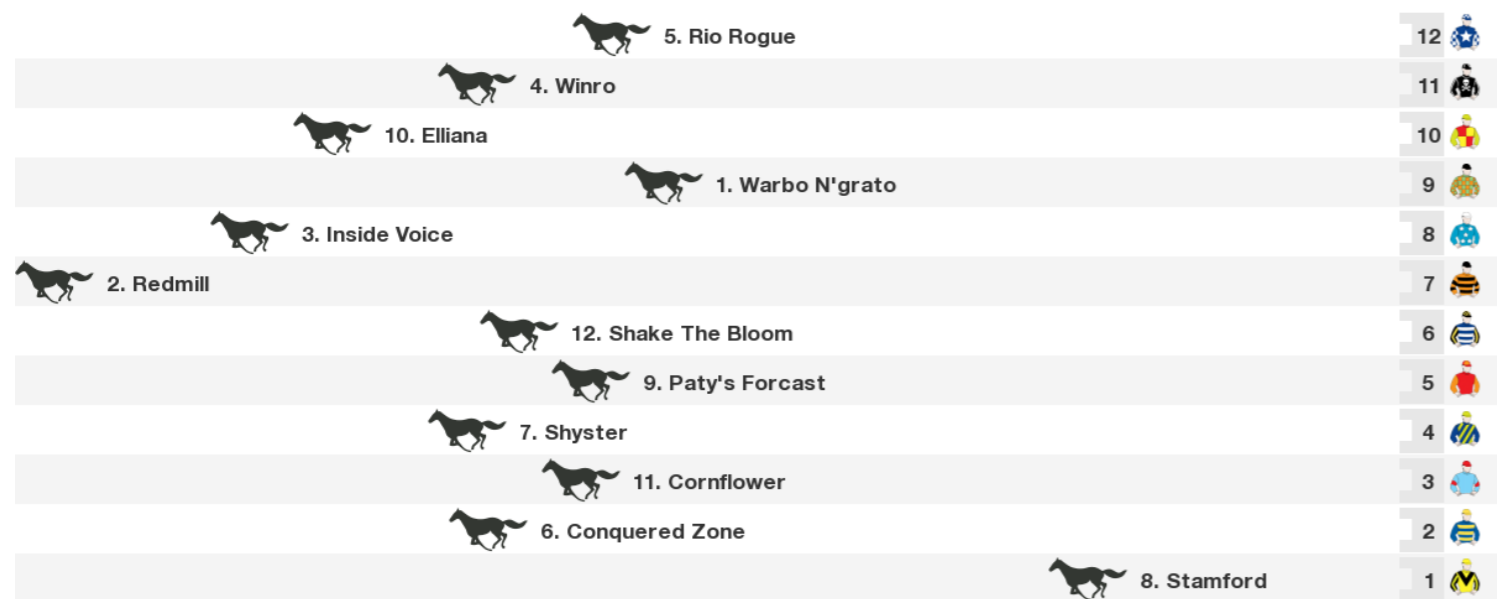 5. Rio Rogue 12
4. Winro 11
10. Elliana 10
1. Warbo N'grato 9
3. Inside Voice 8
2. Redmill 7
12. Shake The Bloom 6
9. Paty's Forcast 5
7. Shyster 4
11. Cornflower 3
6. Conquered Zone 2
8. Stamford 1